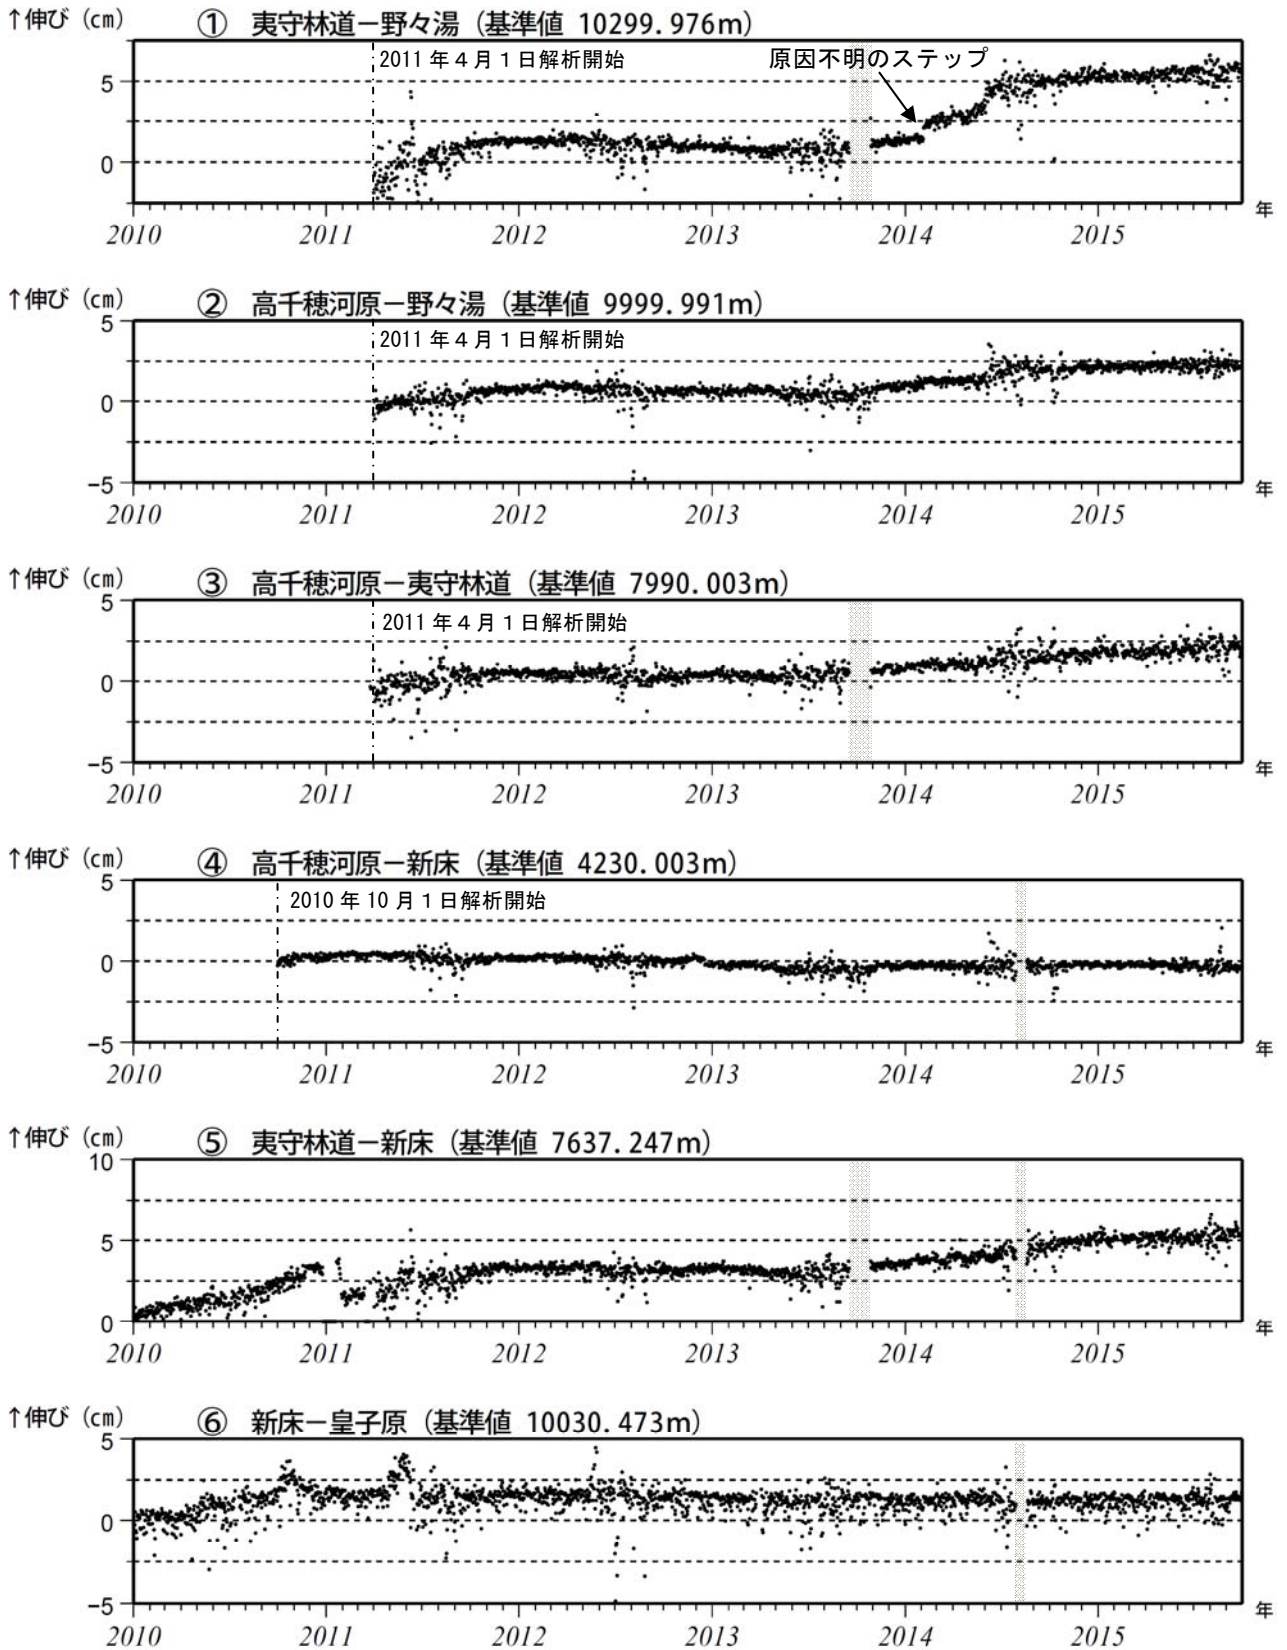 ↑伸び (cm) ① 夷守林道－野々湯 (基準値 10299.976m)
2011年4月1日解析開始
原因不明のステップ
5
0
2010 2011 2012 2013 2014 2015 年
↑伸び (cm) ② 高千穂河原－野々湯 (基準値 9999.991m)
5
2011年4月1日解析開始
0
−5
2010 2011 2012 2013 2014 2015 年
↑伸び (cm) ③ 高千穂河原－夷守林道 (基準値 7990.003m)
5
2011年4月1日解析開始
0
−5
2010 2011 2012 2013 2014 2015 年
↑伸び (cm) ④ 高千穂河原－新床 (基準値 4230.003m)
5
2010年10月1日解析開始
0
−5
2010 2011 2012 2013 2014 2015 年
↑伸び (cm) ⑤ 夷守林道－新床 (基準値 7637.247m)
10
5
0
2010 2011 2012 2013 2014 2015 年
↑伸び (cm) ⑥ 新床－皇子原 (基準値 10030.473m)
5
0
−5
2010 2011 2012 2013 2014 2015 年